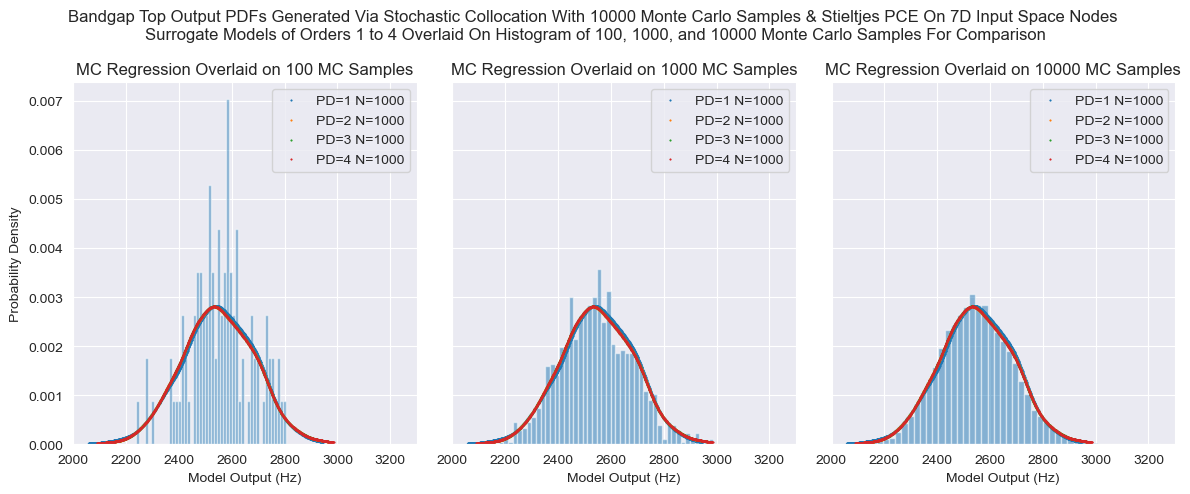 Bandgap Top Output PDFs Generated Via Stochastic Collocation With 10000 Monte Carlo Samples & Stieltjes PCE On 7D Input Space Nodes
Surrogate Models of Orders 1 to 4 Overlaid On Histogram of 100, 1000, and 10000 Monte Carlo Samples For Comparison
MC Regression Overlaid on 100 MC Samples
Probability Density
0.007
0.006
0.005
0.004
0.003
0.002
0.001
0.000
PD=1 N=1000
PD=2 N=1000
PD=3 N=1000
PD=4 N=1000
2000 2200 2400 2600 2800 3000 3200
Model Output (Hz)
MC Regression Overlaid on 1000 MC Samples
PD=1 N=1000
PD=2 N=1000
PD=3 N=1000
PD=4 N=1000
2000 2200 2400 2600 2800 3000 3200
Model Output (Hz)
MC Regression Overlaid on 10000 MC Samples
PD=1 N=1000
PD=2 N=1000
PD=3 N=1000
PD=4 N=1000
2000 2200 2400 2600 2800 3000 3200
Model Output (Hz)